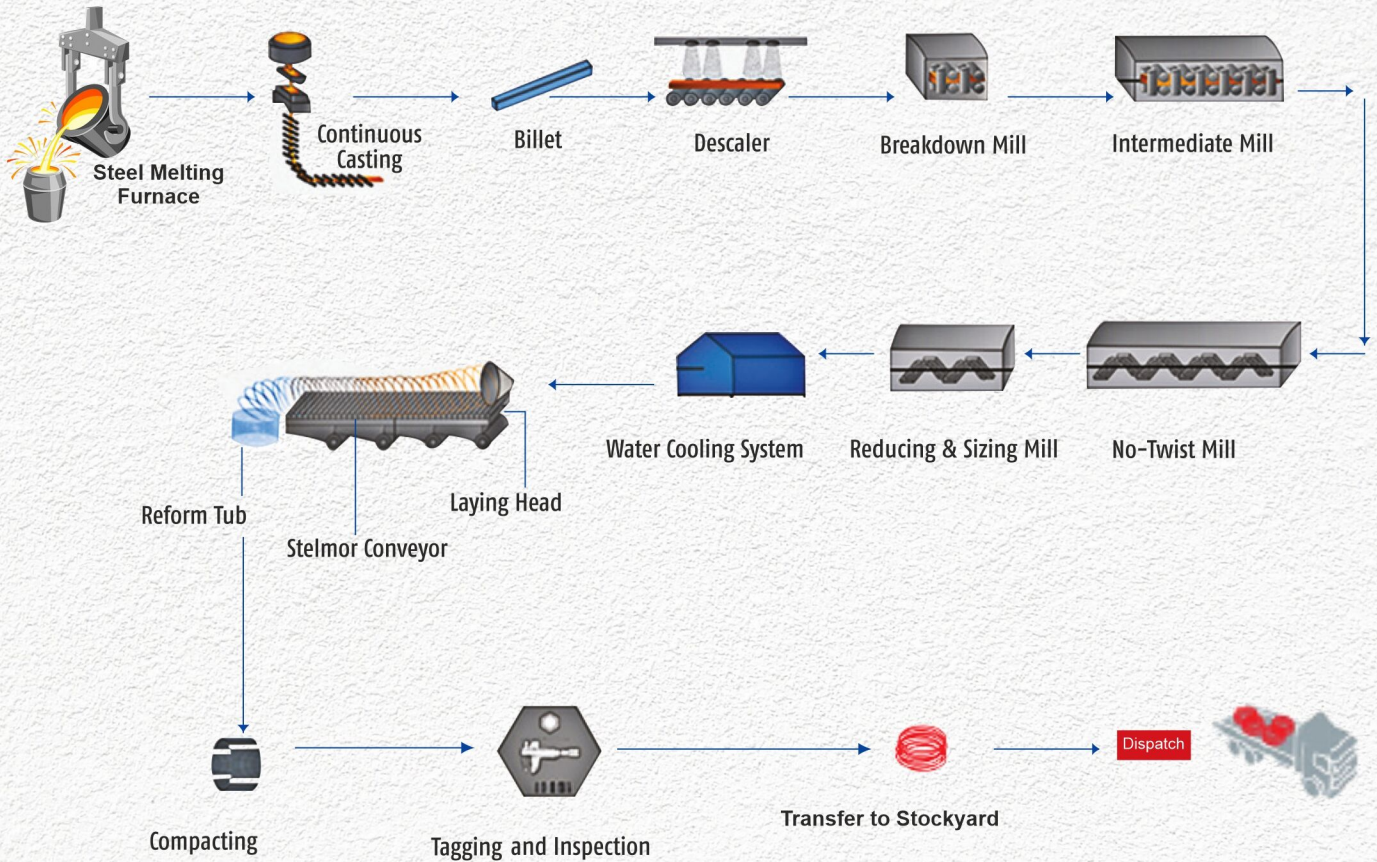 Steel Melting
Furnace
Continuous
Casting
Billet
Descaler
Breakdown Mill
Intermediate Mill
Water Cooling System
Reducing & Sizing Mill
No-Twist Mill
Laying Head
Reform Tub
Stelmor Conveyor
Dispatch
Transfer to Stockyard
Compacting
Tagging and Inspection